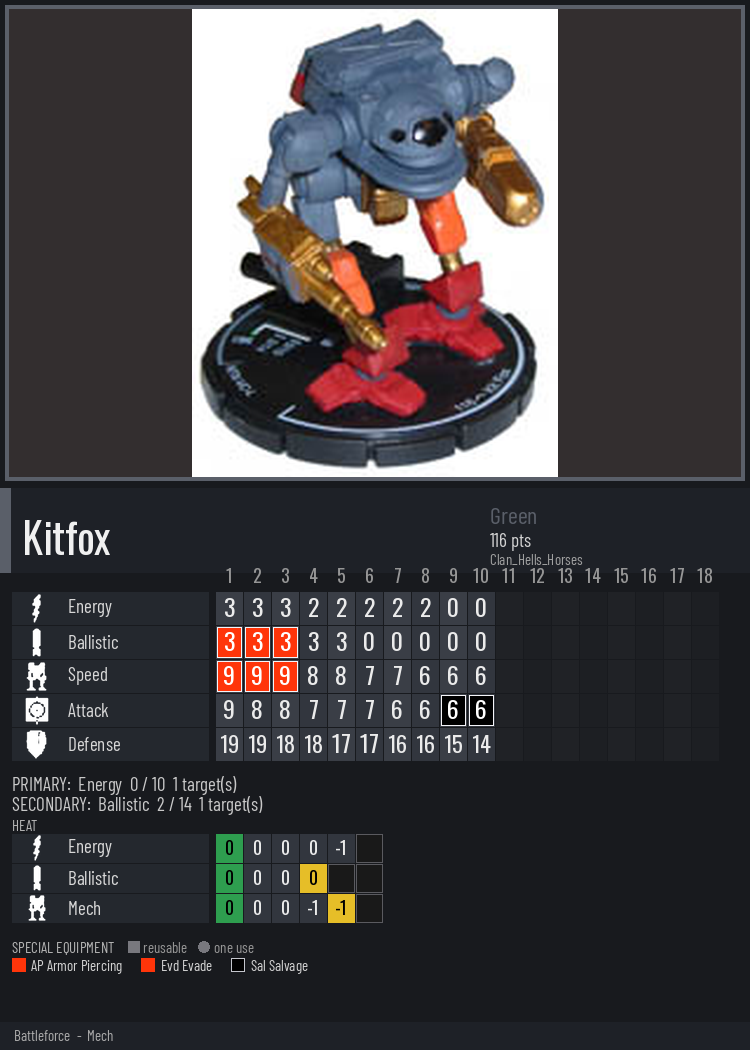 Kitfox
Green
116 pts
Clan_Hells_Horses
1 2 3 4 5 6 7 8 9 10 11 12 13 14 15 16 17 18
Energy 3 3 3 2 2 2 2 2 0 0
Ballistic 3 3 3 3 3 0 0 0 0 0
Speed 9 9 9 8 8 7 7 6 6 6
Attack 9 8 8 7 7 7 6 6 6 6
Defense 19 19 18 18 17 17 16 16 15 14
PRIMARY: Energy 0 / 10 1 target(s)
SECONDARY: Ballistic 2 / 14 1 target(s)
HEAT
Energy 0 0 0 0 -1
Ballistic 0 0 0 0
Mech 0 0 0 -1 -1
SPECIAL EQUIPMENT reusable one use
AP Armor Piercing Evd Evade Sal Salvage
Battleforce - Mech